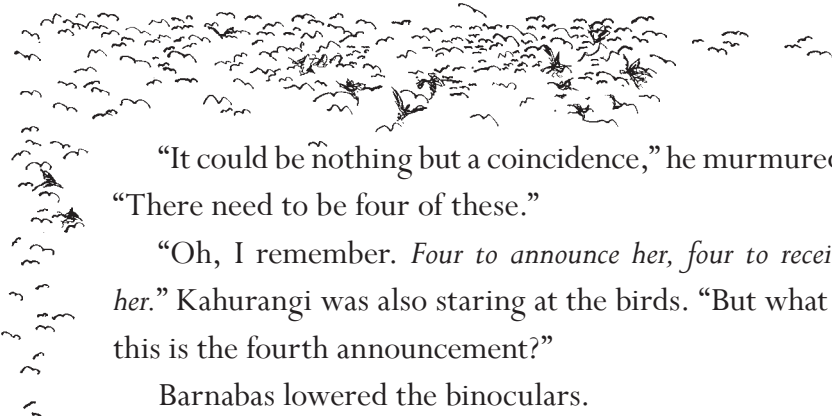 “It could be nothing but a coincidence,” he murmured
“There need to be four of these.”
“Oh, I remember. Four to announce her, four to recei
her.” Kahurangi was also staring at the birds. “But what
this is the fourth announcement?”
Barnabas lowered the binoculars.